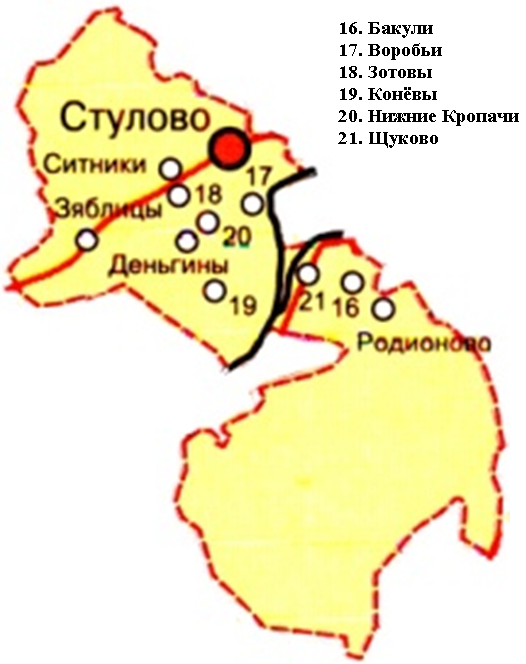 16. Бакули
17. Воробьи
18. Зотовы
19. Конёвы
20. Нижние Кропачи
21. Щуково
Стулово
Ситники
17
18
Зяблицы
20
Деньгины
21
16
19
Родионово